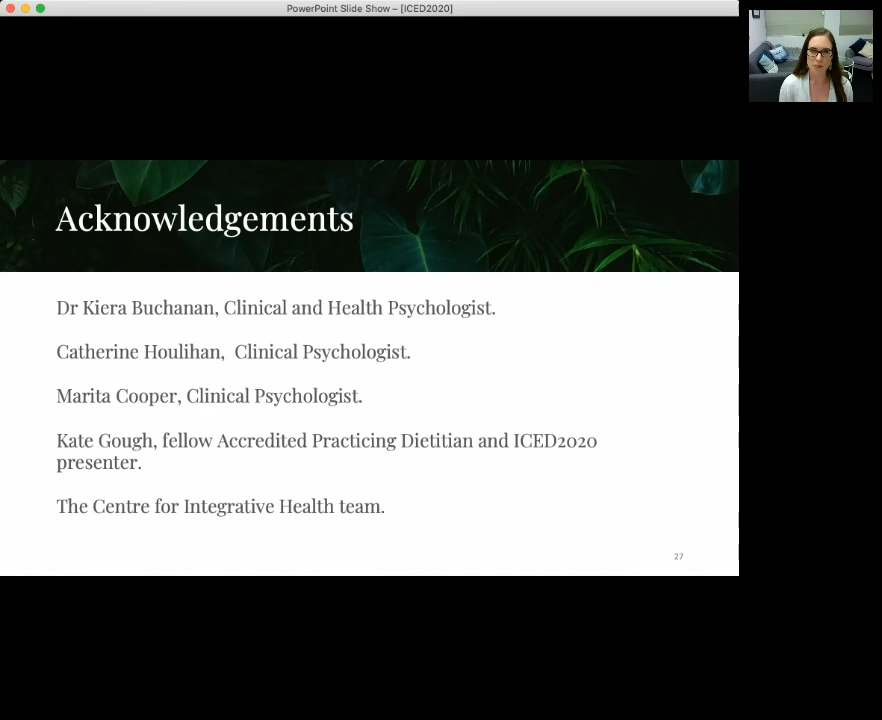 PowerPoint Slide Show – [ICED2020]
Acknowledgements
Dr Kiera Buchanan, Clinical and Health Psychologist.
Catherine Houlihan,  Clinical Psychologist.
Marita Cooper, Clinical Psychologist.
Kate Gough, fellow Accredited Practicing Dietitian and ICED2020
presenter.
The Centre for Integrative Health team.
27